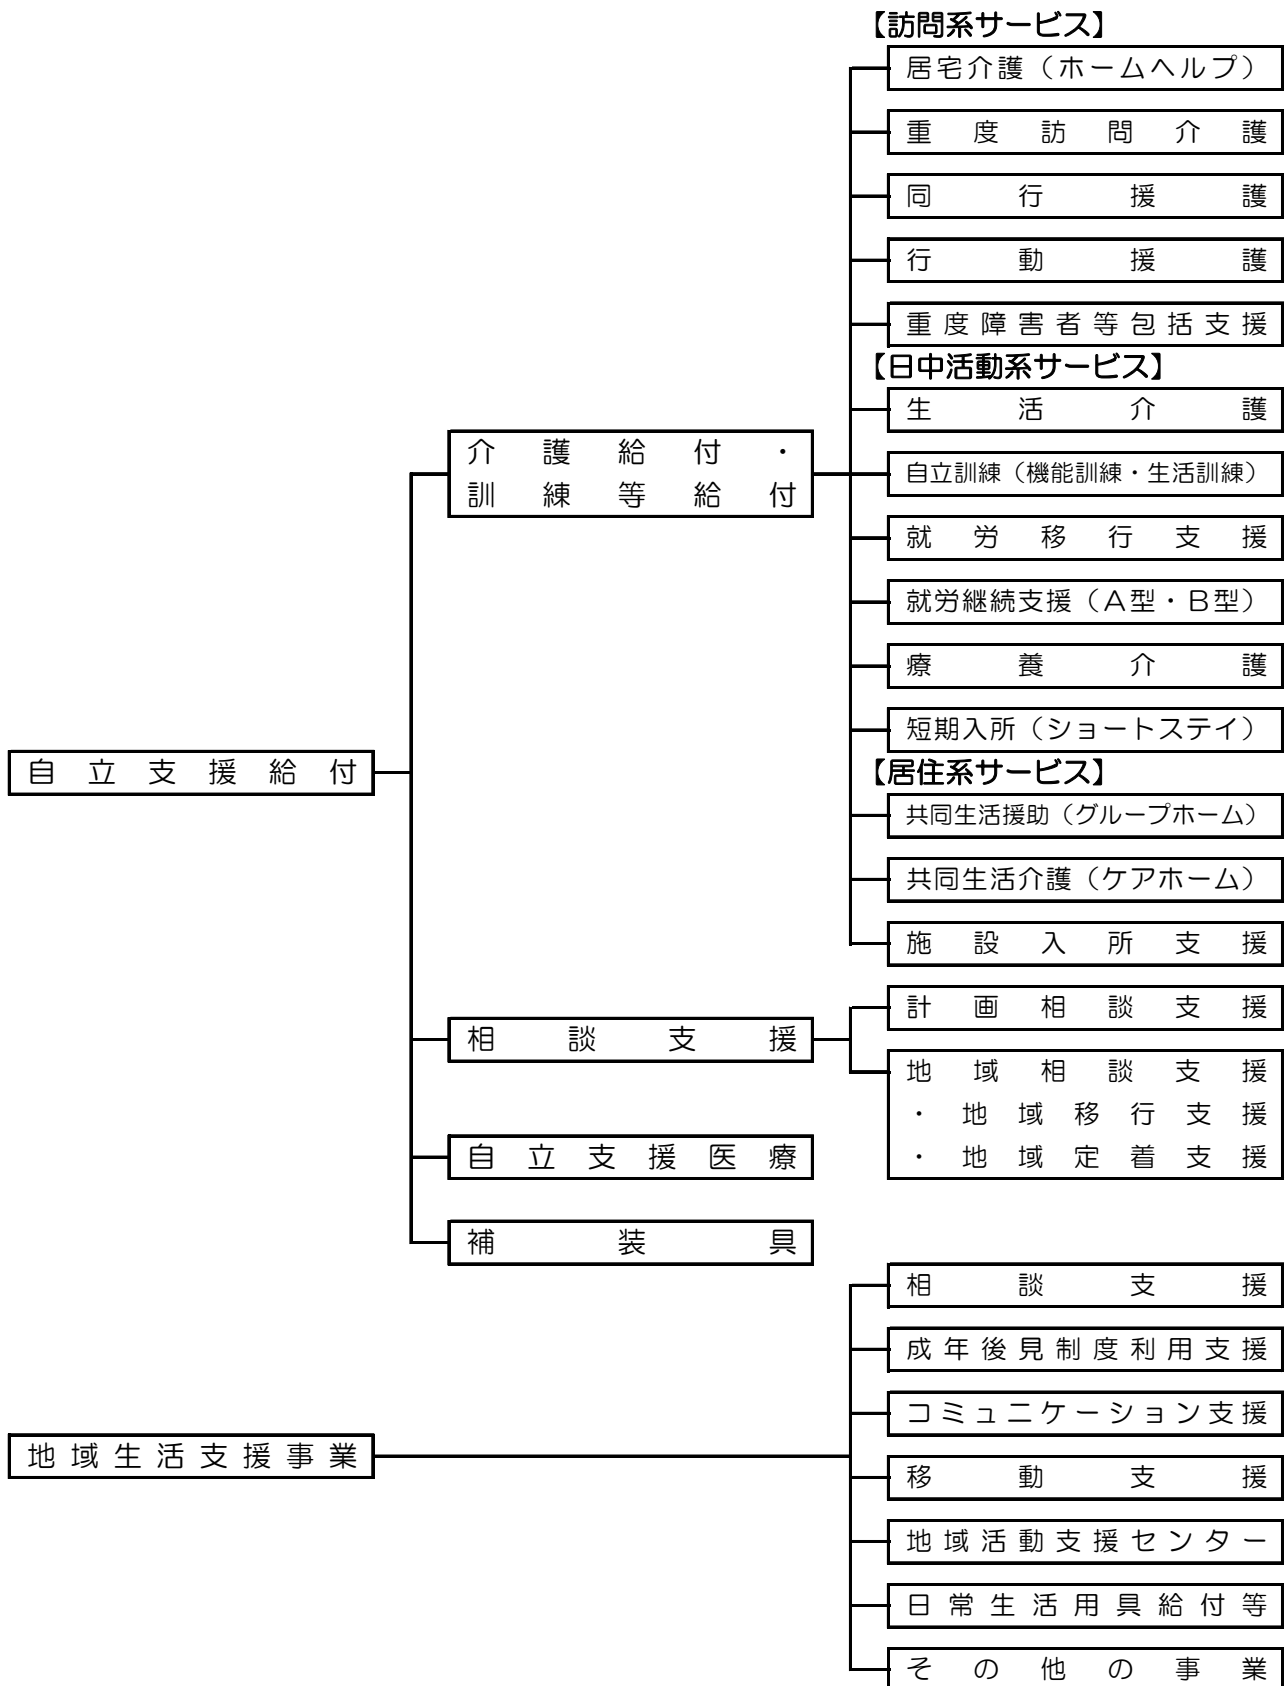 【訪問系サービス】
居宅介護（ホームヘルプ）
重度訪問介護
同行援護
行動援護
重度障害者等包括支援
【日中活動系サービス】
生活介護
介護給付・
訓練等給付
自立訓練（機能訓練・生活訓練）
就労移行支援
就労継続支援（Ａ型・Ｂ型）
療養介護
短期入所（ショートステイ）
自立支援給付
【居住系サービス】
共同生活援助（グループホーム）
共同生活介護（ケアホーム）
施設入所支援
計画相談支援
相談支援
地域相談支援
・地域移行支援
・地域定着支援
自立支援医療
補装具
相談支援
成年後見制度利用支援
コミュニケーション支援
地域生活支援事業
移動支援
地域活動支援センター
日常生活用具給付等
その他の事業